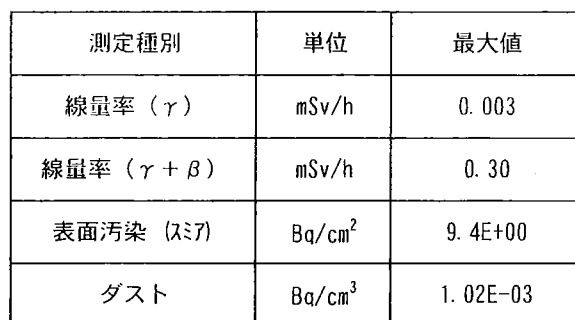 測定種別 単位 最大値
線量率（γ） mSv/h 0.003
線量率（γ＋β） mSv/h 0.30
表面汚染 (ｽﾐｱ) Bq/cm² 9.4E+00
ダスト Bq/cm³ 1.02E-03